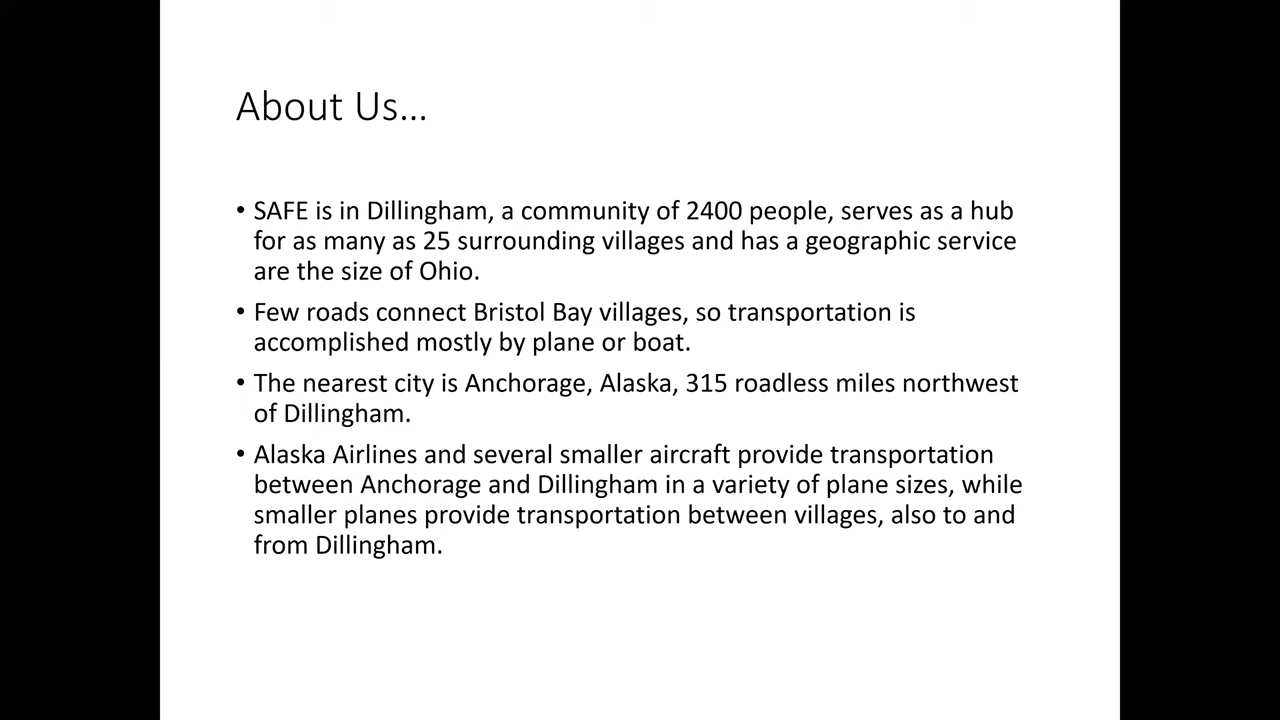 About Us...
• SAFE is in Dillingham, a community of 2400 people, serves as a hub
for as many as 25 surrounding villages and has a geographic service
are the size of Ohio.
• Few roads connect Bristol Bay villages, so transportation is
accomplished mostly by plane or boat.
• The nearest city is Anchorage, Alaska, 315 roadless miles northwest
of Dillingham.
• Alaska Airlines and several smaller aircraft provide transportation
between Anchorage and Dillingham in a variety of plane sizes, while
smaller planes provide transportation between villages, also to and
from Dillingham.